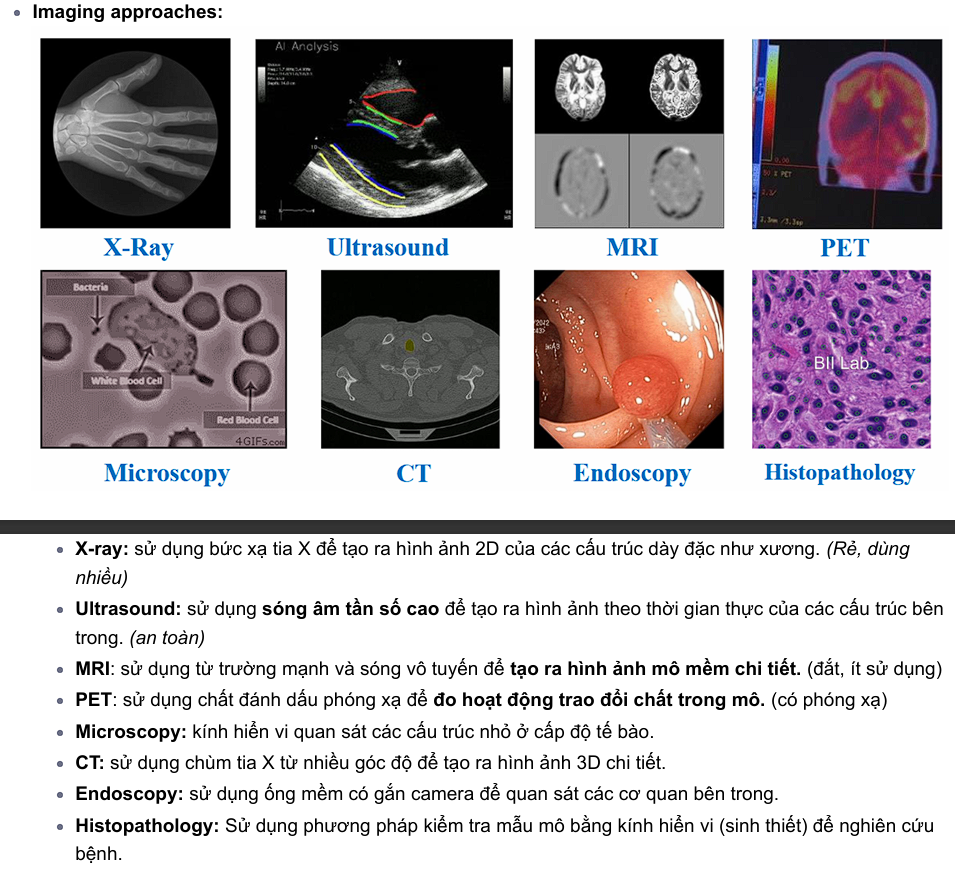 Imaging approaches:
AI Analysis
V
X-Ray
Ultrasound
MRI
PET
0.00
PET
Bacteria
White Blood Cell
Red Blood Cell
4GIFs.com
BII Lab
Microscopy
CT
Endoscopy
Histopathology
X-ray: sử dụng bức xạ tia X để tạo ra hình ảnh 2D của các cấu trúc dày đặc như xương. (Rẻ, dùng
nhiều)
Ultrasound: sử dụng sóng âm tần số cao để tạo ra hình ảnh theo thời gian thực của các cấu trúc bên
trong. (an toàn)
MRI: sử dụng từ trường mạnh và sóng vô tuyến để tạo ra hình ảnh mô mềm chi tiết. (đắt, ít sử dụng)
PET: sử dụng chất đánh dấu phóng xạ để đo hoạt động trao đổi chất trong mô. (có phóng xạ)
Microscopy: kính hiển vi quan sát các cấu trúc nhỏ ở cấp độ tế bào.
CT: sử dụng chùm tia X từ nhiều góc độ để tạo ra hình ảnh 3D chi tiết.
Endoscopy: sử dụng ống mềm có gắn camera để quan sát các cơ quan bên trong.
Histopathology: Sử dụng phương pháp kiểm tra mẫu mô bằng kính hiển vi (sinh thiết) để nghiên cứu
bệnh.